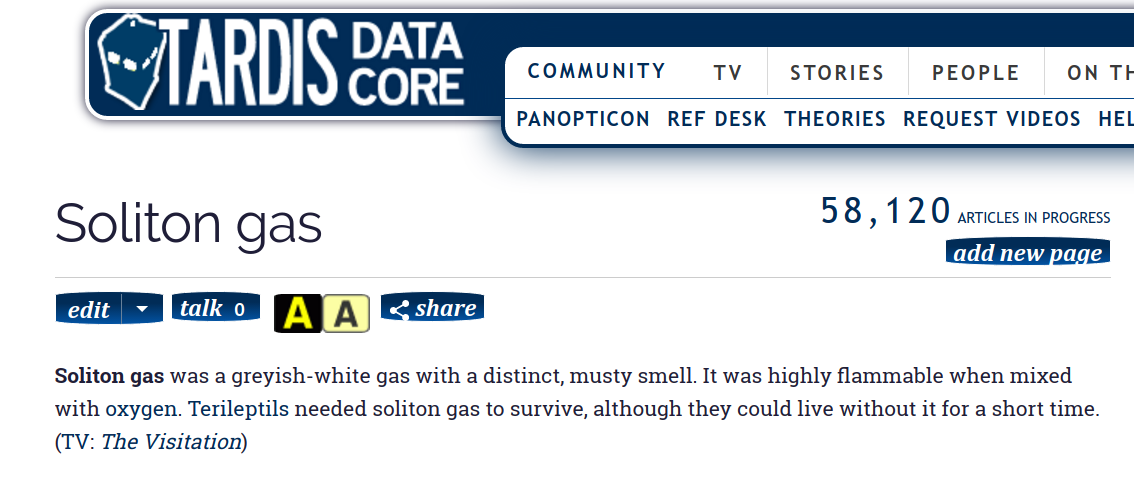 TARDIS DATA CORE
COMMUNITY TV STORIES PEOPLE ON
PANOPTICON REF DESK THEORIES REQUEST VIDEOS
Soliton gas
58,120 ARTICLES IN PROGRESS
add new page
edit talk 0 A A share
Soliton gas was a greyish-white gas with a distinct, musty smell. It was highly flammable when mixed
with oxygen. Terileptils needed soliton gas to survive, although they could live without it for a short time.
(TV: The Visitation)